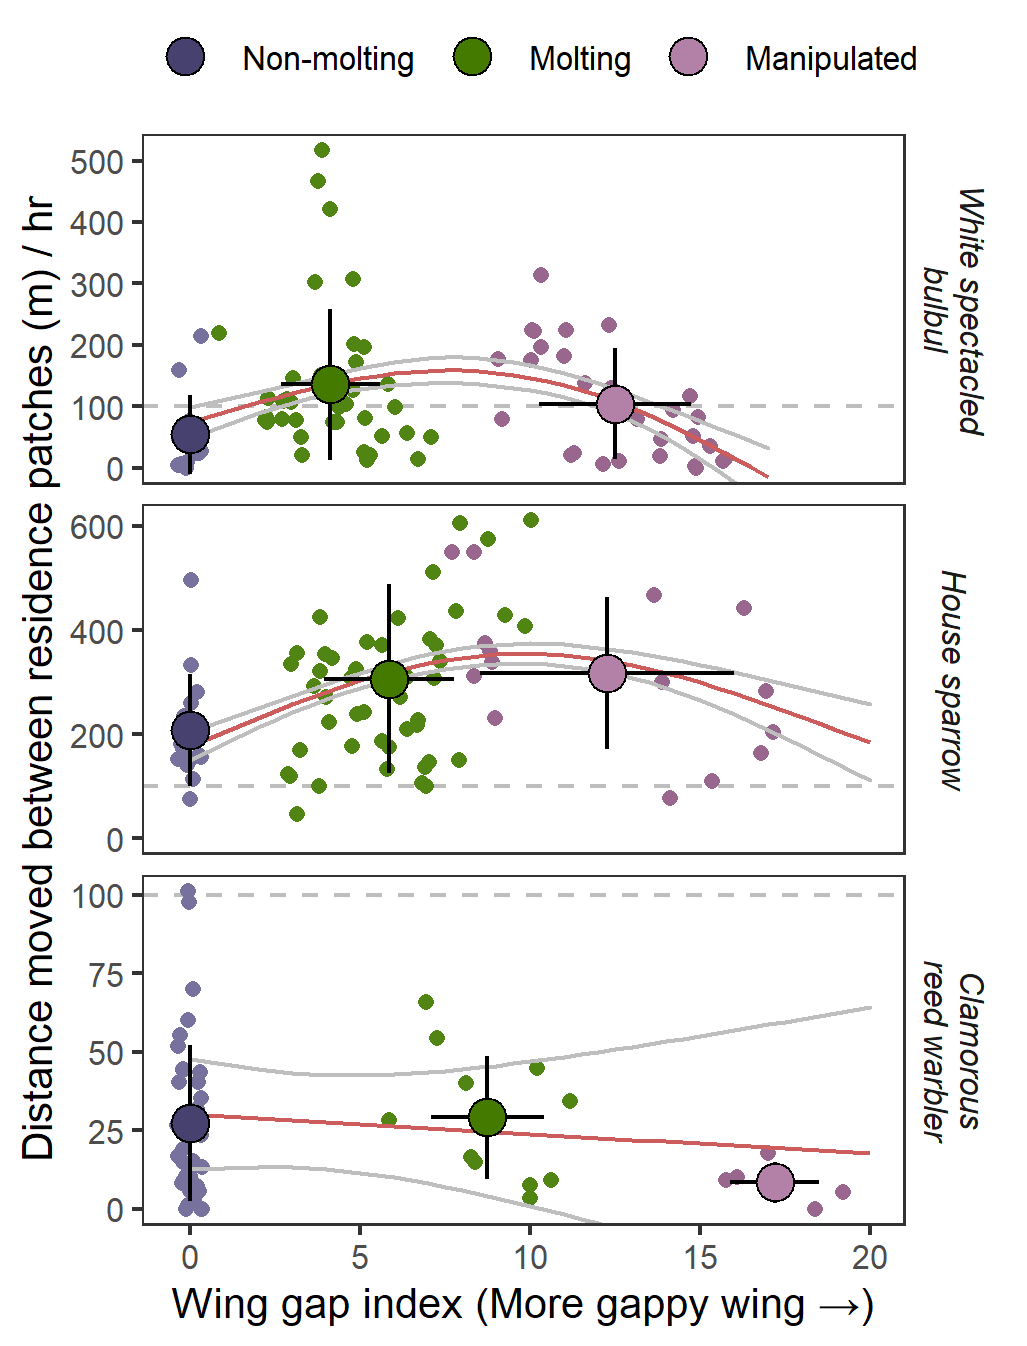 Non-molting Molting Manipulated
Distance moved between residence patches (m) / hr
500
400
300
200
100
0
White spectacled
bulbul
600
400
200
0
House sparrow
100
75
50
25
0
Clamorous
reed warbler
0 5 10 15 20
Wing gap index (More gappy wing →)